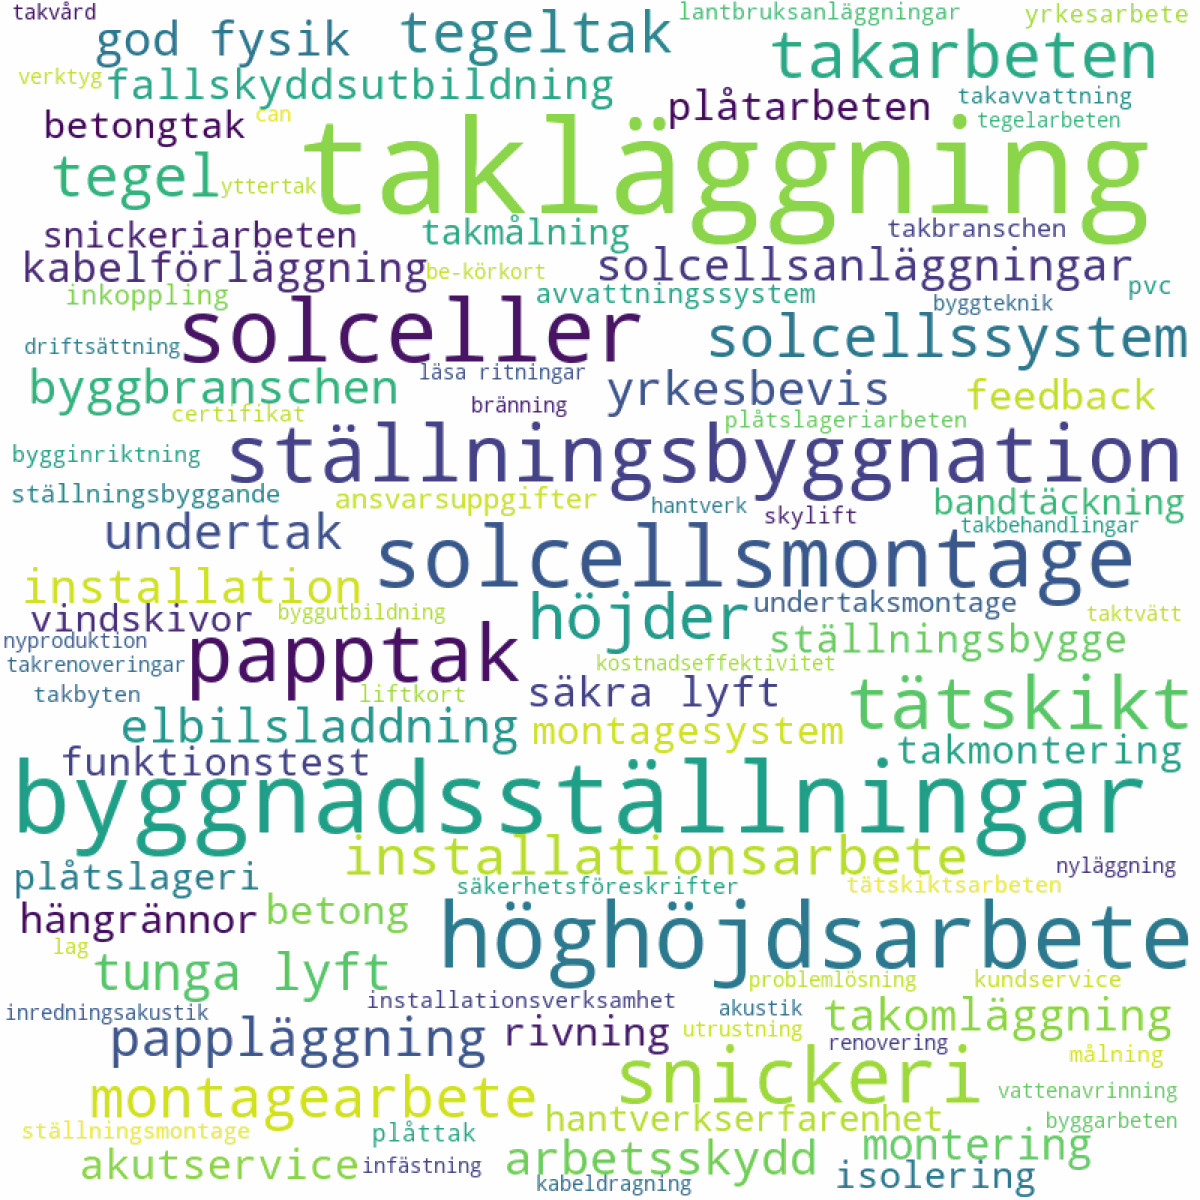 takvård
god fysik
tegeltak
lantbruksanläggningar
yrkesarbete
takarbeten
verktyg
fallskyddsutbildning
plåtarbeten
takavvattning
betongtak
can
takläggning
tegelarbeten
tegel
yttertak
snickeriarbeten
takmålning
takbranschen
kabelförläggning
be-körkort
solcellsanläggningar
inkoppling
avvattningssystem
pvc
solceller
byggteknik
solcellssystem
driftsättning
byggbranschen
läsa ritningar
yrkesbevis
feedback
certifikat
bränning
plåtslageriarbeten
bygginriktning
ställningsbyggnation
ställningsbyggande
ansvarsuppgifter
hantverk
skylift
bandtäckning
takbehandlingar
undertak
solcellsmontage
installation
höjder
undertaksmontage
vindskivor
byggutbildning
taktvätt
nyproduktion
papptak
ställningsbygge
takrenoveringar
kostnadseffektivitet
takbyten
liftkort
säkra lyft
tätskikt
elbilsladdning
montagesystem
takmontering
funktionstest
byggnadsställningar
installationsarbete
nyläggning
plåtslageri
säkerhetsföreskrifter
tätskiktsarbeten
hängrännor
betong
höghöjdsarbete
lag
tunga lyft
problemlösning
kundservice
inredningsakustik
installationsverksamhet
akustik
takomläggning
pappläggning
rivning
utrustning
renovering
målning
snickeri
vattenavrinning
montagearbete
hantverkserfarenhet
byggarbeten
ställningsmontage
plåttak
montering
akutservice
infästning
arbetsskydd
isolering
kabeldragning